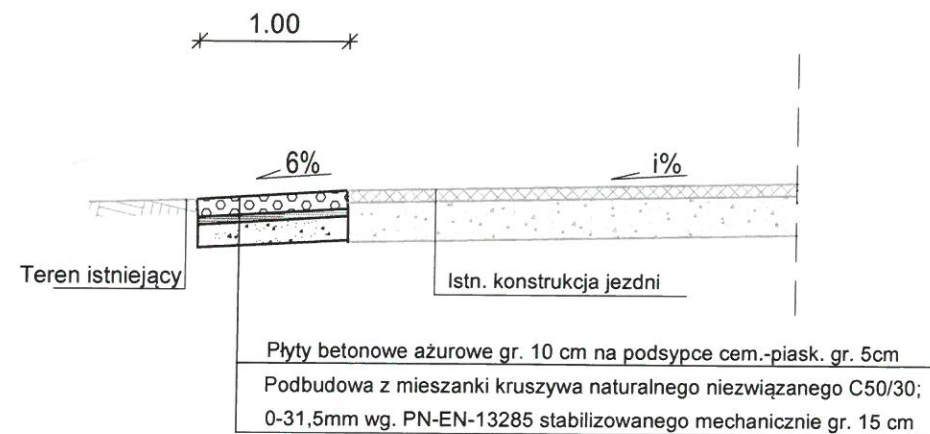 1.00
6%
i%
Teren istniejący
Istn. konstrukcja jezdni
Płyty betonowe ażurowe gr. 10 cm na podsypce cem.-piask. gr. 5cm
Podbudowa z mieszanki kruszywa naturalnego niezwiązanego C50/30;
0-31,5mm wg. PN-EN-13285 stabilizowanego mechanicznie gr. 15 cm